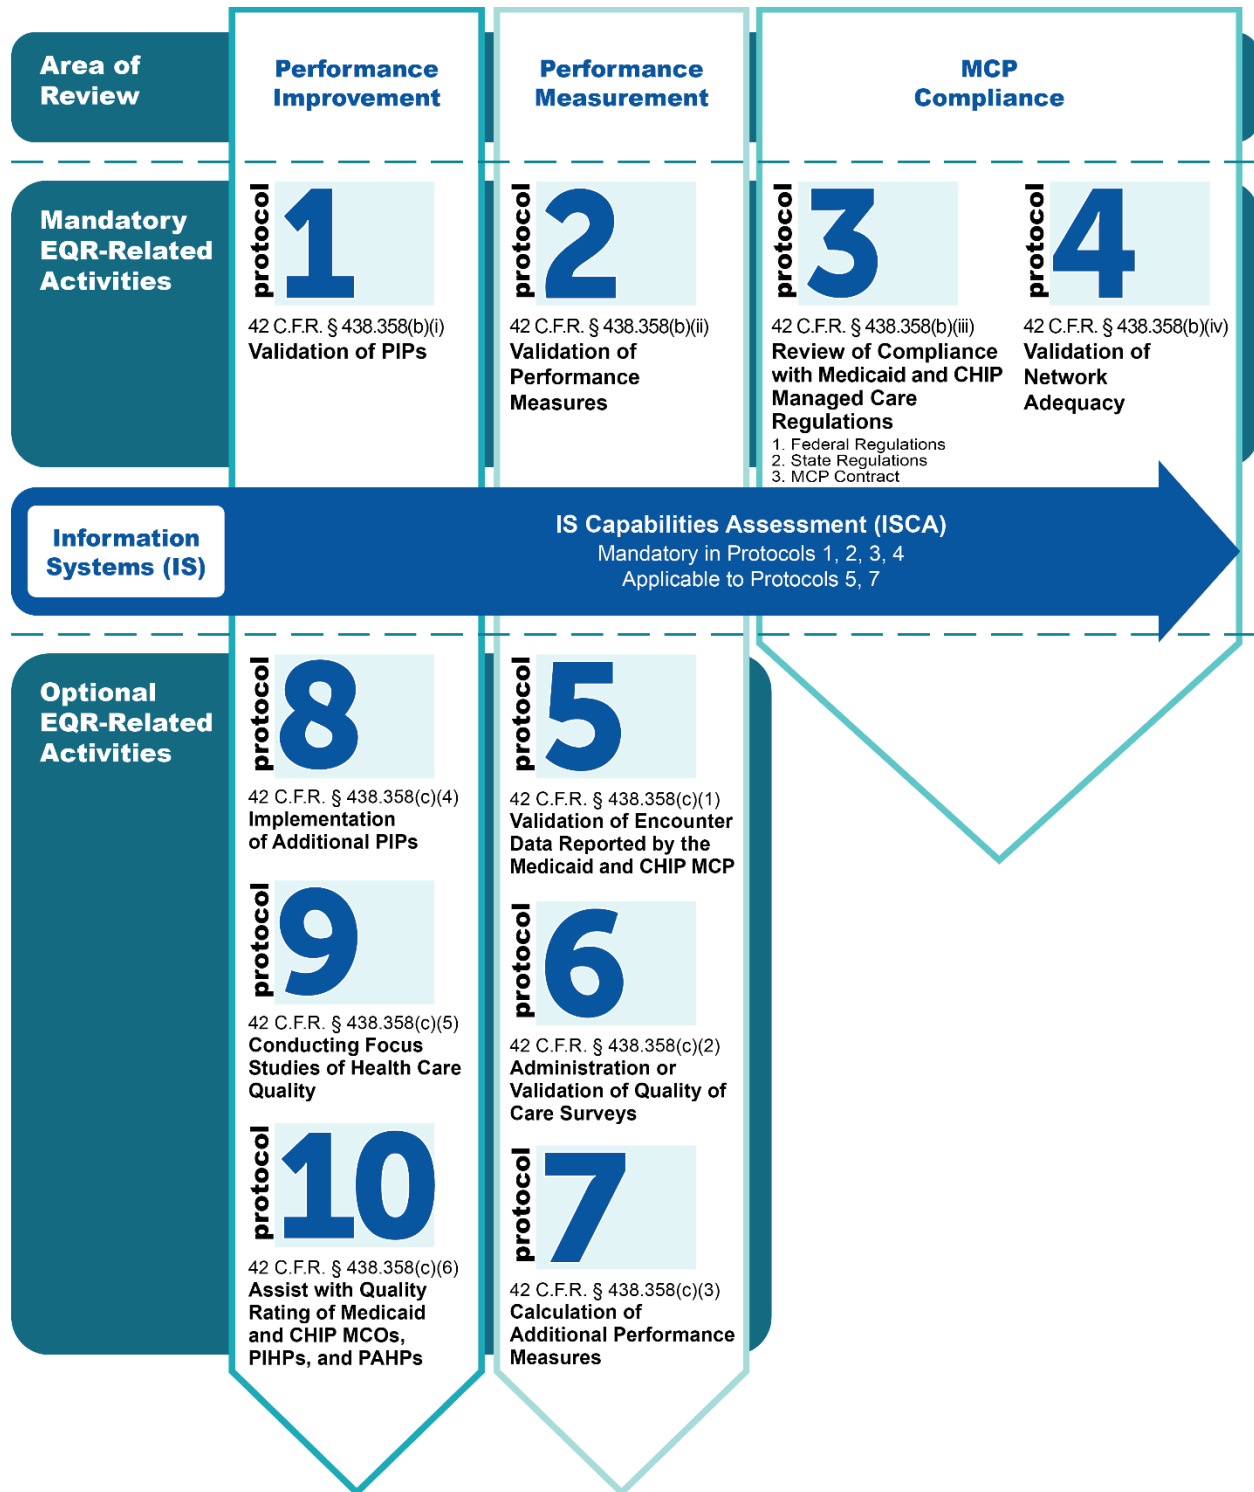 Area of
Review
Performance
Improvement
Performance
Measurement
MCP
Compliance
Mandatory
EQR-Related
Activities
protocol
1
42 C.F.R. § 438.358(b)(i)
Validation of PIPs
protocol
2
42 C.F.R. § 438.358(b)(ii)
Validation of
Performance
Measures
protocol
3
42 C.F.R. § 438.358(b)(iii)
Review of Compliance
with Medicaid and CHIP
Managed Care
Regulations
1. Federal Regulations
2. State Regulations
3. MCP Contract
protocol
4
42 C.F.R. § 438.358(b)(iv)
Validation of
Network
Adequacy
Information
Systems (IS)
IS Capabilities Assessment (ISCA)
Mandatory in Protocols 1, 2, 3, 4
Applicable to Protocols 5, 7
Optional
EQR-Related
Activities
protocol
8
42 C.F.R. § 438.358(c)(4)
Implementation
of Additional PIPs
protocol
9
42 C.F.R. § 438.358(c)(5)
Conducting Focus
Studies of Health Care
Quality
protocol
10
42 C.F.R. § 438.358(c)(6)
Assist with Quality
Rating of Medicaid
and CHIP MCOs,
PIHPs, and PAHPs
protocol
5
42 C.F.R. § 438.358(c)(1)
Validation of Encounter
Data Reported by the
Medicaid and CHIP MCP
protocol
6
42 C.F.R. § 438.358(c)(2)
Administration or
Validation of Quality of
Care Surveys
protocol
7
42 C.F.R. § 438.358(c)(3)
Calculation of
Additional Performance
Measures